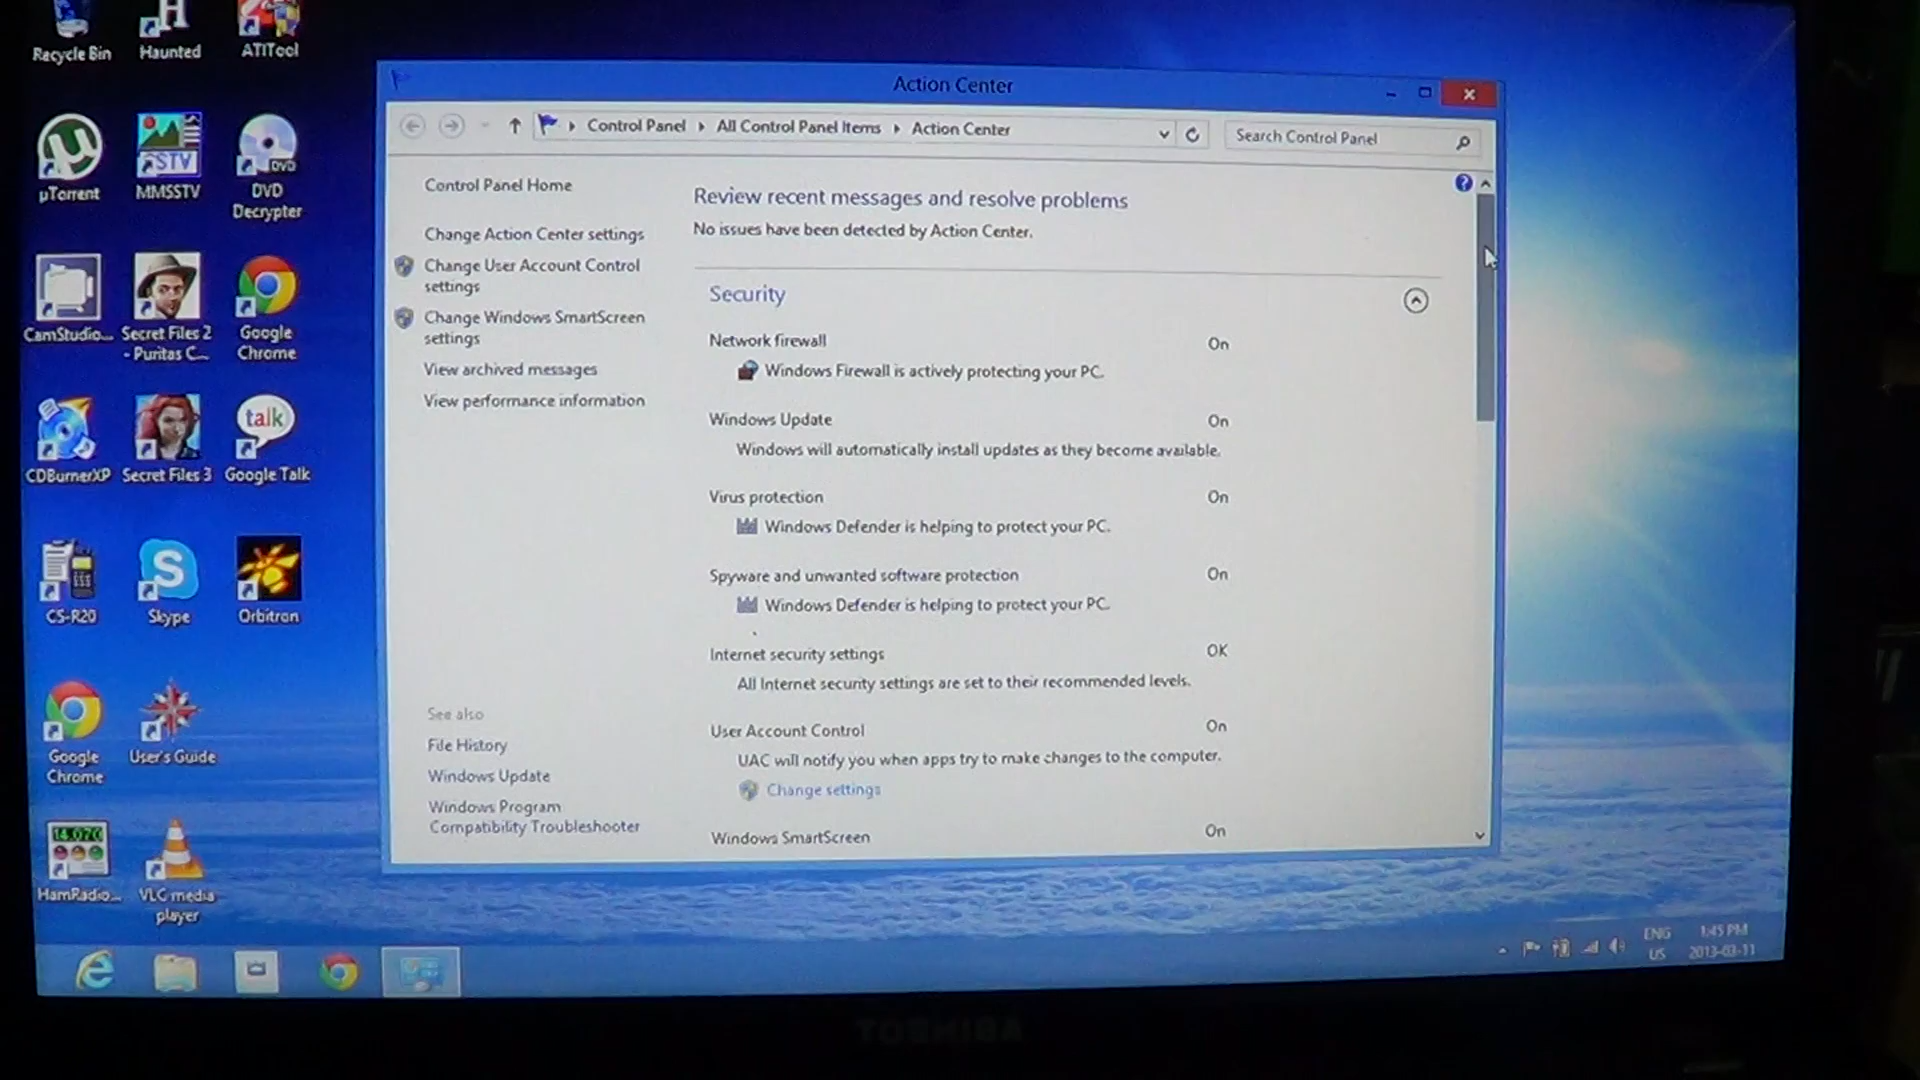 Recycle Bin
Haunted
ATITool
µTorrent
MMSSTV
DVD
Decrypter
SSTV
DVD
CamStudio...
Secret Files 2
- Puritas C...
Google
Chrome
talk
CDBurnerXP
Secret Files 3
Google Talk
CS-R20
Skype
Orbitron
Google
Chrome
User's Guide
14.070
HamRadio...
VLC media
player
Action Center
Control Panel
All Control Panel Items
Action Center
Search Control Panel
Control Panel Home
Change Action Center settings
Change User Account Control
settings
Change Windows SmartScreen
settings
View archived messages
View performance information
See also
File History
Windows Update
Windows Program
Compatibility Troubleshooter
Review recent messages and resolve problems
No issues have been detected by Action Center.
Security
Network firewall On
Windows Firewall is actively protecting your PC.
Windows Update On
Windows will automatically install updates as they become available.
Virus protection On
Windows Defender is helping to protect your PC.
Spyware and unwanted software protection On
Windows Defender is helping to protect your PC.
Internet security settings OK
All Internet security settings are set to their recommended levels.
User Account Control On
UAC will notify you when apps try to make changes to the computer.
Change settings
Windows SmartScreen On
ENG
US
1:45 PM
2013-03-11
TOSHIBA